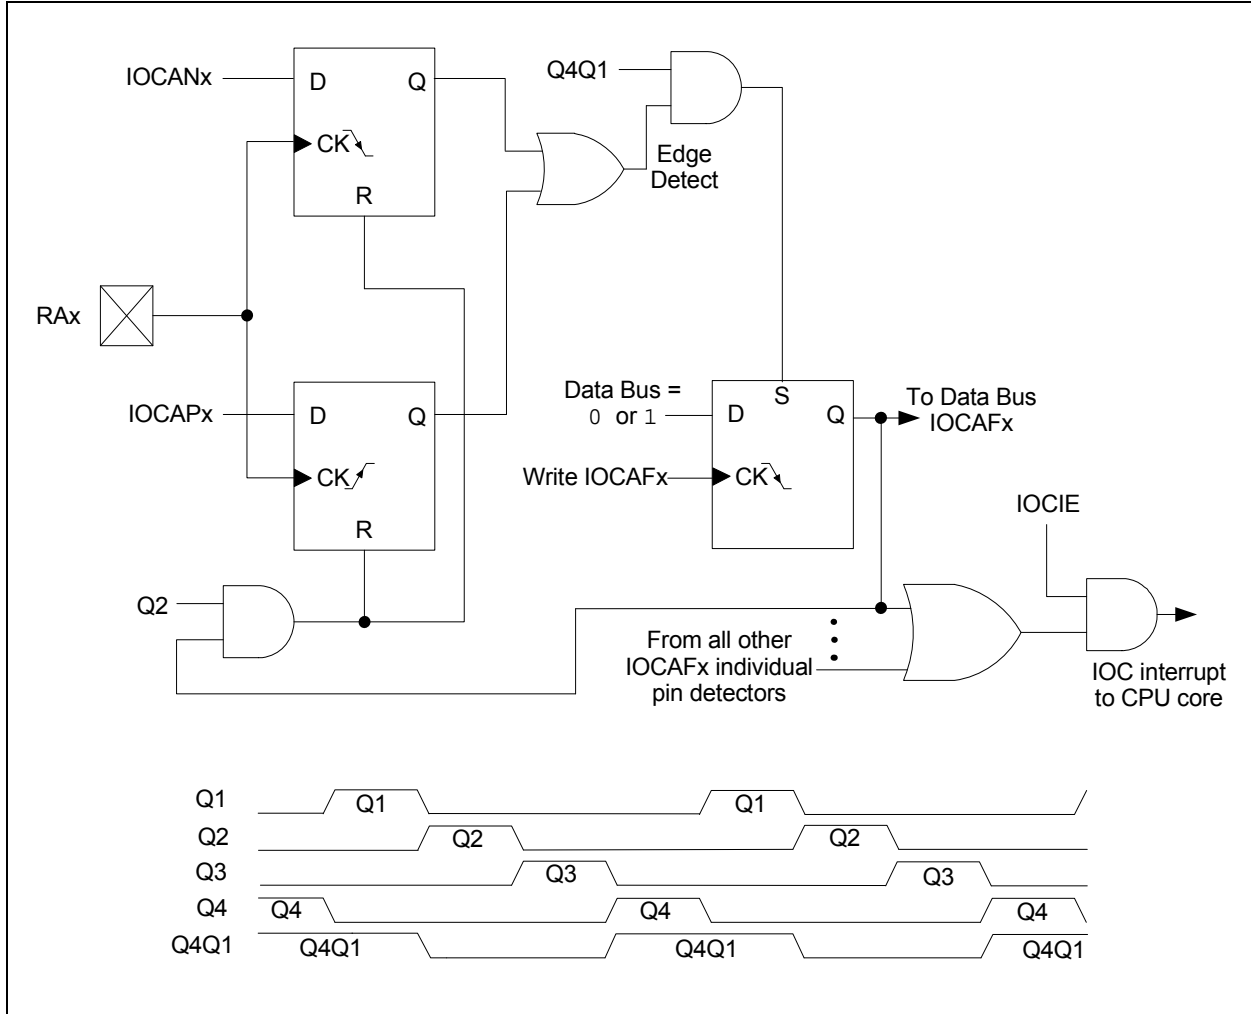 IOCANx
D
Q
CK
R
Q4Q1
Edge
Detect
RAx
IOCAPx
D
Q
CK
R
Data Bus =
0 or 1
S
D
Q
To Data Bus
IOCAFx
Write IOCAFx
CK
IOCIE
Q2
From all other
IOCAFx individual
pin detectors
IOC interrupt
to CPU core
Q1 Q1 Q1
Q2 Q2 Q2
Q3 Q3 Q3
Q4 Q4 Q4 Q4
Q4Q1 Q4Q1 Q4Q1 Q4Q1